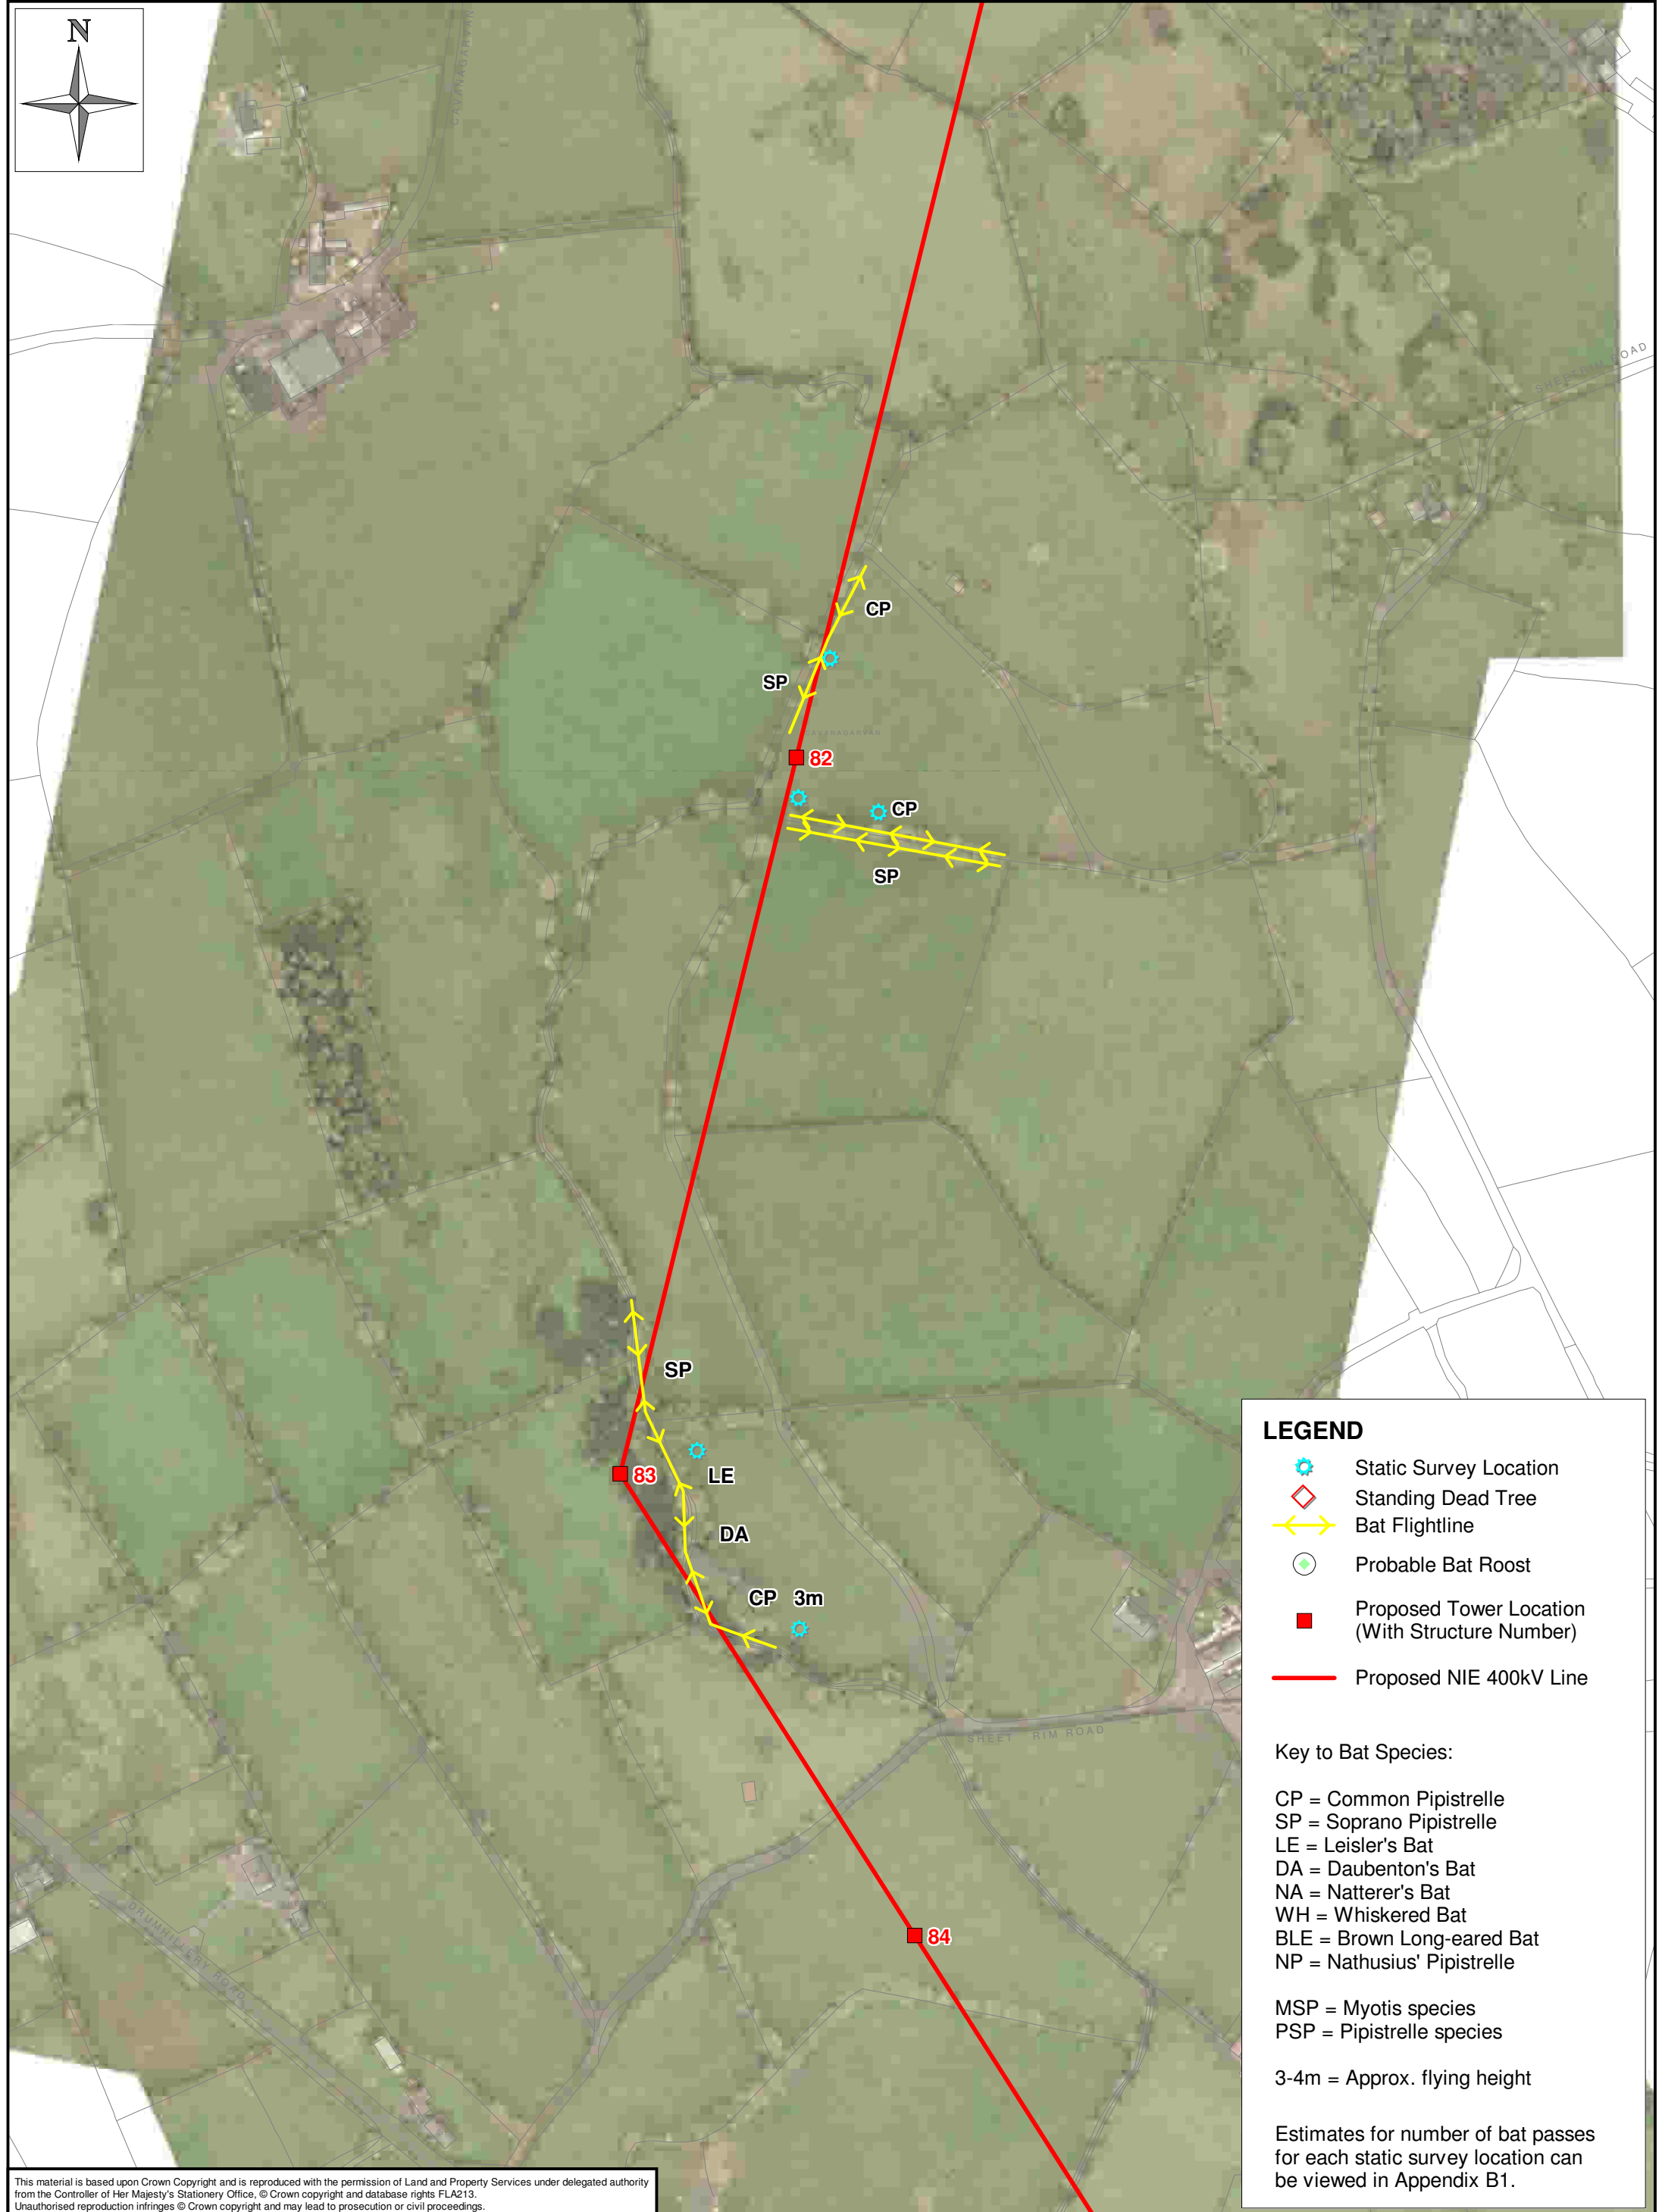 N
CAVANAGARVAN
SHEETRIM ROAD
CP
SP
CAVANAGARVAN
82
CP
SP
SP
83
LE
DA
CP 3m
SHEET RIM ROAD
84
DRUMHILLERY ROAD
LEGEND
Static Survey Location
Standing Dead Tree
Bat Flightline
Probable Bat Roost
Proposed Tower Location
(With Structure Number)
Proposed NIE 400kV Line
Key to Bat Species:
CP = Common Pipistrelle
SP = Soprano Pipistrelle
LE = Leisler's Bat
DA = Daubenton's Bat
NA = Natterer's Bat
WH = Whiskered Bat
BLE = Brown Long-eared Bat
NP = Nathusius' Pipistrelle
MSP = Myotis species
PSP = Pipistrelle species
3-4m = Approx. flying height
Estimates for number of bat passes
for each static survey location can
be viewed in Appendix B1.
This material is based upon Crown Copyright and is reproduced with the permission of Land and Property Services under delegated authority
from the Controller of Her Majesty's Stationery Office, © Crown copyright and database rights FLA213.
Unauthorised reproduction infringes © Crown copyright and may lead to prosecution or civil proceedings.